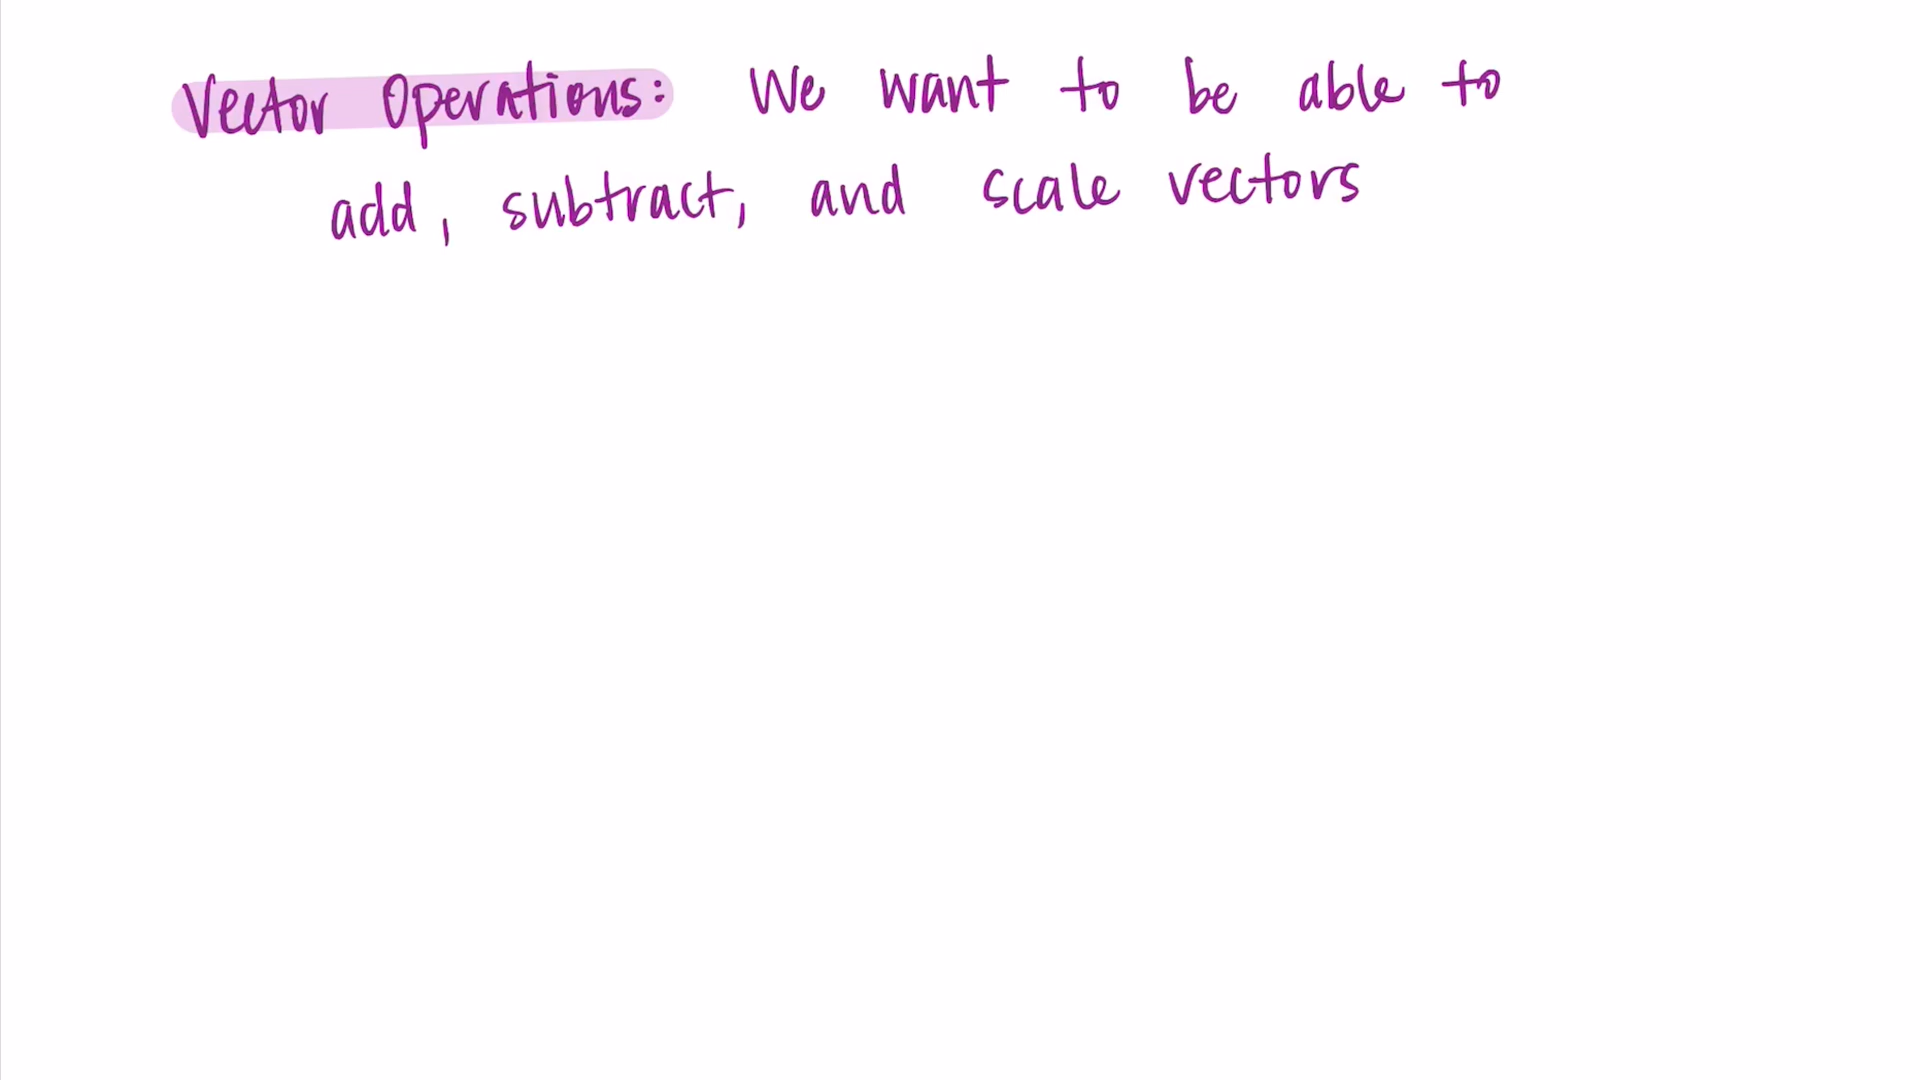 Vector Operations: We want to be able to
add, subtract, and scale vectors